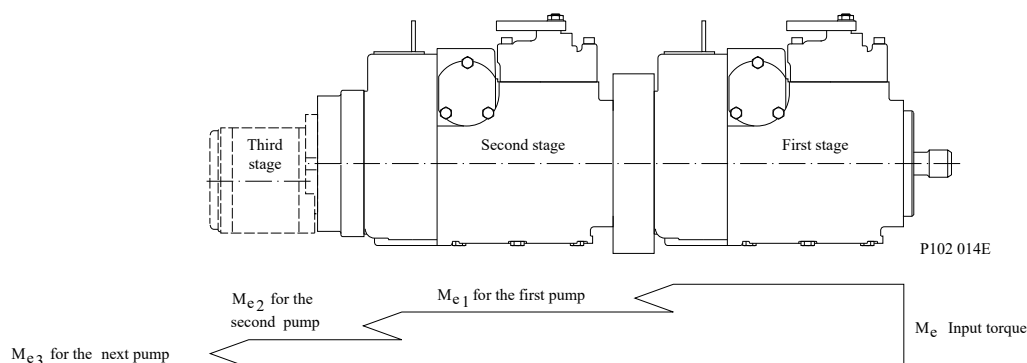 Third
stage
Second stage
First stage
P102 014E
Me2 for the
second pump
Me1 for the first pump
Me Input torque
Me3 for the next pump